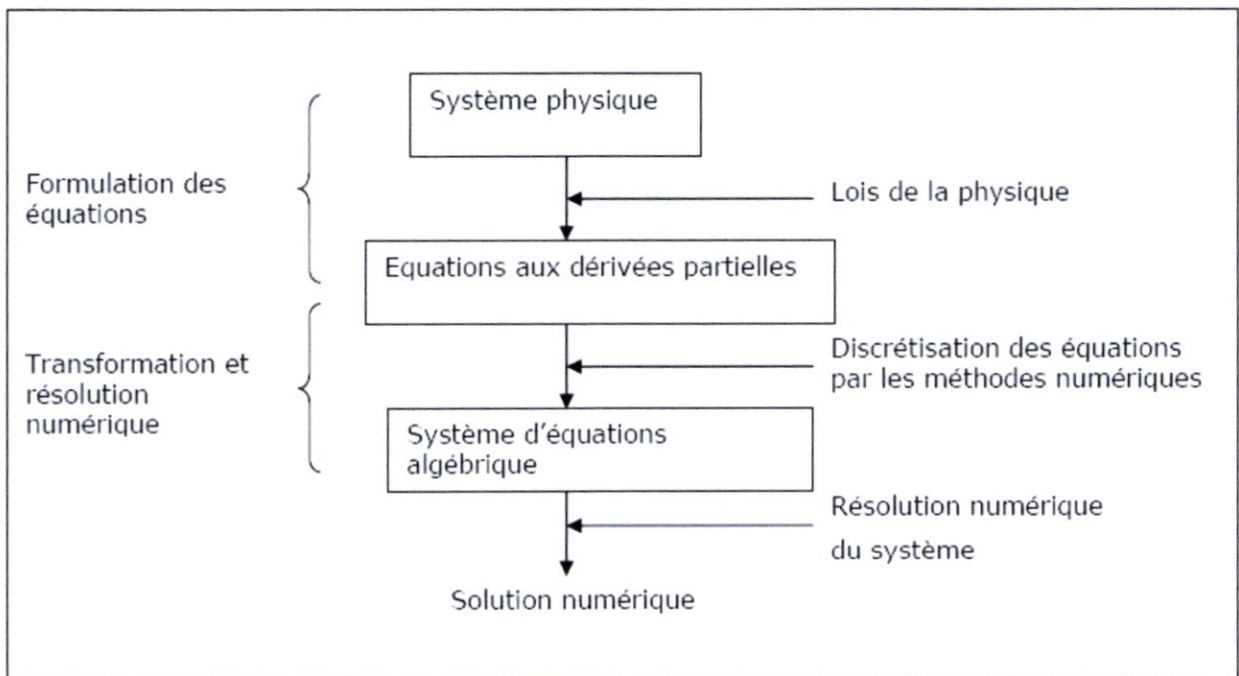 Système physique
Formulation des
équations
Lois de la physique
Equations aux dérivées partielles
Transformation et
résolution
numérique
Discrétisation des équations
par les méthodes numériques
Système d'équations
algébrique
Résolution numérique
du système
Solution numérique